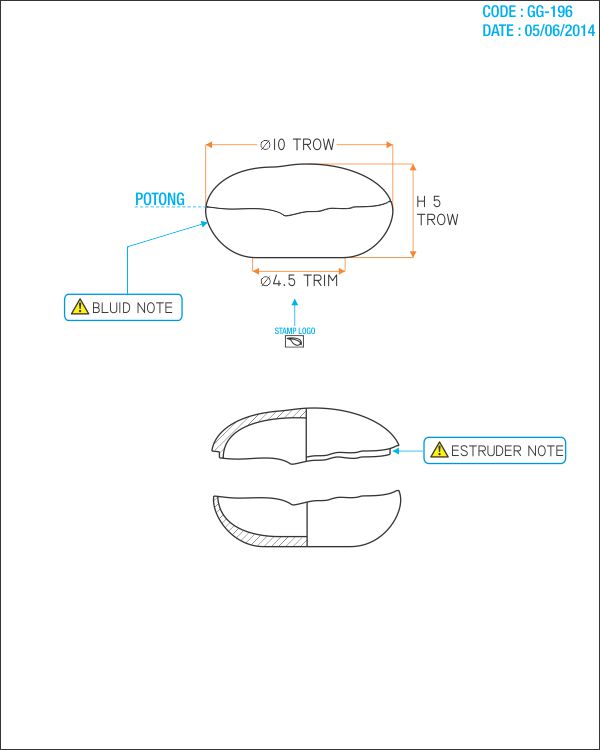 CODE : GG-196
DATE : 05/06/2014
Ø10 TROW
POTONG
H 5
TROW
Ø4.5 TRIM
BLUID NOTE
STAMP LOGO
ESTRUDER NOTE